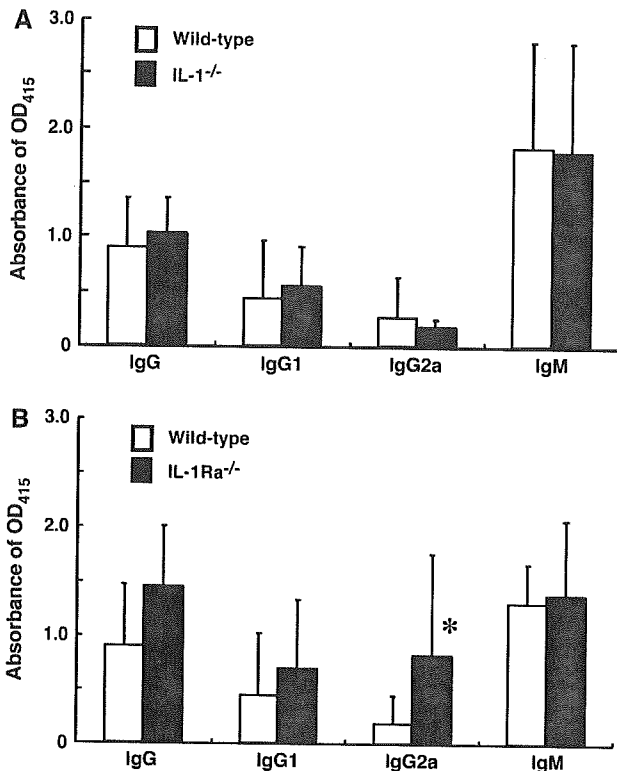 A
3.0
Wild-type
IL-1-/-
2.0
1.0
0
Absorbance of OD415
IgG IgG1 IgG2a IgM
B
3.0
Wild-type
IL-1Ra-/-
2.0
1.0
0
Absorbance of OD415
*
IgG IgG1 IgG2a IgM